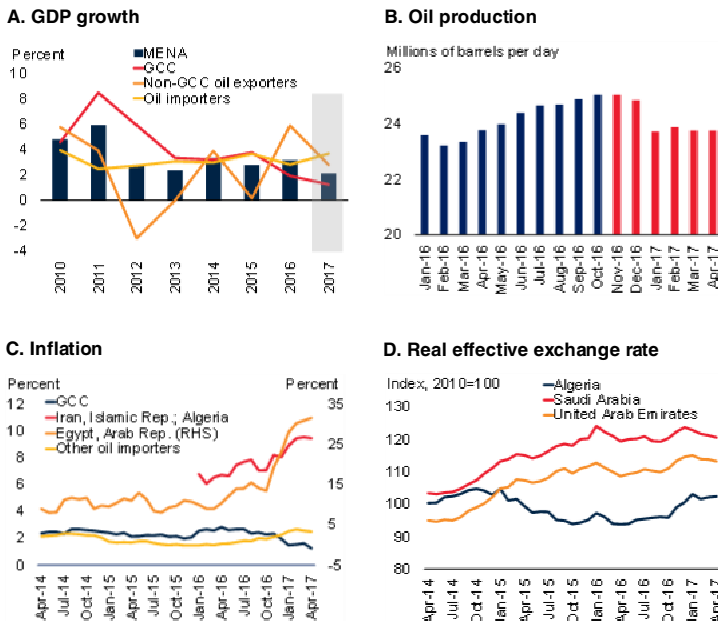 A. GDP growth
Percent
MENA
GCC
Non-GCC oil exporters
Oil importers
10
8
6
4
2
0
-2
-4
2010
2011
2012
2013
2014
2015
2016
2017
B. Oil production
Millions of barrels per day
26
24
22
20
Jan-16
Feb-16
Mar-16
Apr-16
May-16
Jun-16
Jul-16
Aug-16
Sep-16
Oct-16
Nov-16
Dec-16
Jan-17
Feb-17
Mar-17
Apr-17
C. Inflation
Percent
Percent
GCC
Iran, Islamic Rep.; Algeria
Egypt, Arab Rep. (RHS)
Other oil importers
12
10
8
6
4
2
0
35
25
15
5
-5
Apr-14
Jul-14
Oct-14
Jan-15
Apr-15
Jul-15
Oct-15
Jan-16
Apr-16
Jul-16
Oct-16
Jan-17
Apr-17
D. Real effective exchange rate
Index, 2010=100
Algeria
Saudi Arabia
United Arab Emirates
130
120
110
100
90
80
Apr-14
Jul-14
Oct-14
Jan-15
Apr-15
Jul-15
Oct-15
Jan-16
Apr-16
Jul-16
Oct-16
Jan-17
Apr-17